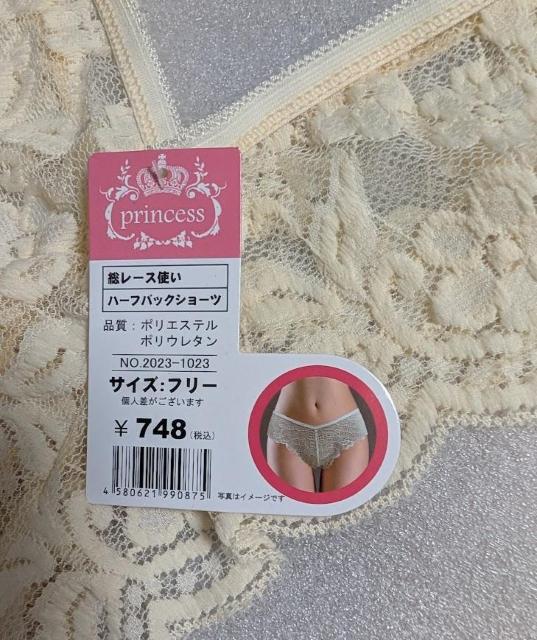 princess
総レース使い
ハーフバックショーツ
品質：ポリエステル
ポリウレタン
NO.2023-1023
サイズ:フリー
個人差がございます
¥ 748(税込)
4 580621 990875
写真はイメージです